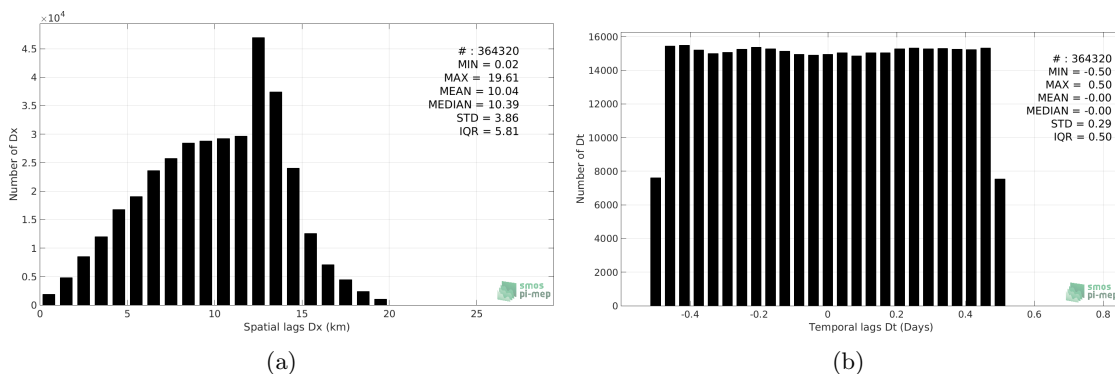 ×10⁴
4.5
4
3.5
3
2.5
2
1.5
1
0.5
0
Number of Dx
# : 364320
MIN = 0.02
MAX = 19.61
MEAN = 10.04
MEDIAN = 10.39
STD = 3.86
IQR = 5.81
smos
pi-mep
0 5 10 15 20 25
Spatial lags Dx (km)
(a)
16000
14000
12000
10000
8000
6000
4000
2000
0
Number of Dt
# : 364320
MIN = -0.50
MAX = 0.50
MEAN = -0.00
MEDIAN = -0.00
STD = 0.29
IQR = 0.50
smos
pi-mep
-0.4 -0.2 0 0.2 0.4 0.6 0.8
Temporal lags Dt (Days)
(b)